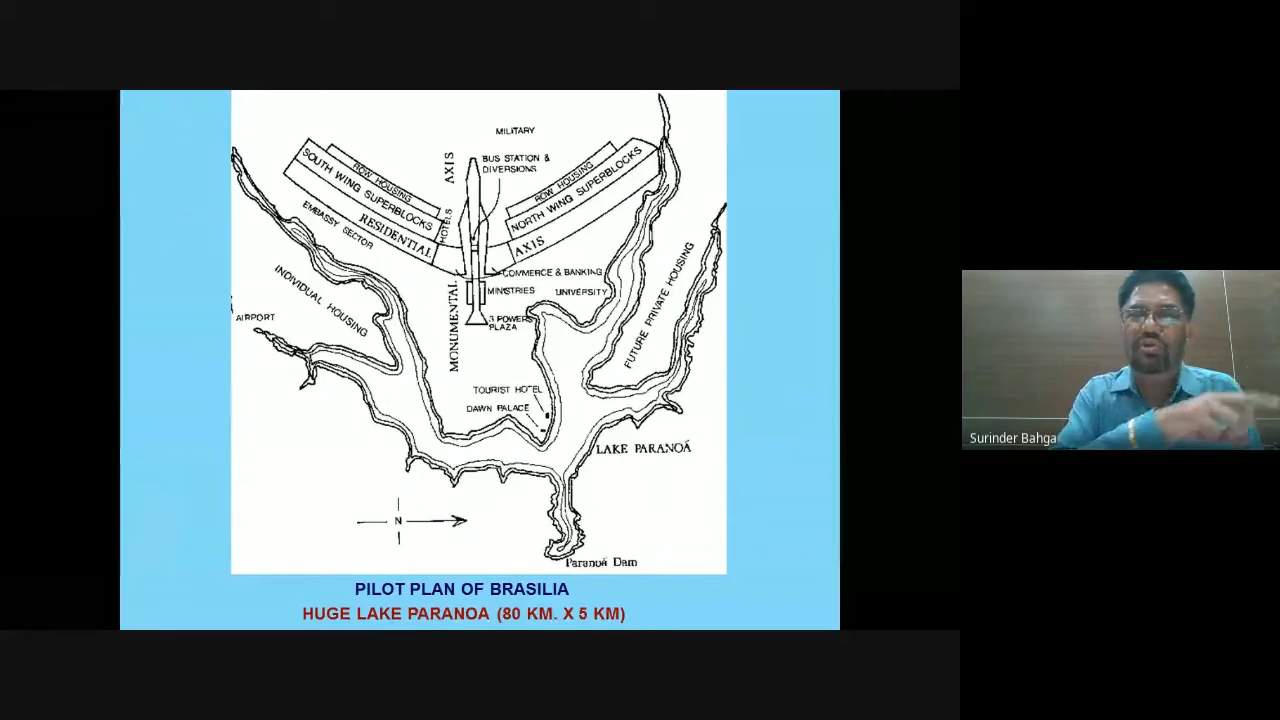 MILITARY
AXIS
BUS STATION &
DIVERSIONS
ROW HOUSING
SOUTH WING SUPERBLOCKS
RESIDENTIAL
EMBASSY SECTOR
HOTELS
ROW HOUSING
NORTH WING SUPERBLOCKS
AXIS
COMMERCE & BANKING
MINISTRIES
UNIVERSITY
MONUMENTAL
3 POWERS
PLAZA
INDIVIDUAL HOUSING
AIRPORT
FUTURE PRIVATE HOUSING
TOURIST HOTEL
DAWN PALACE
LAKE PARANOÁ
N
Paranoá Dam
PILOT PLAN OF BRASILIA
HUGE LAKE PARANOA (80 KM. X 5 KM)
Surinder Bahga